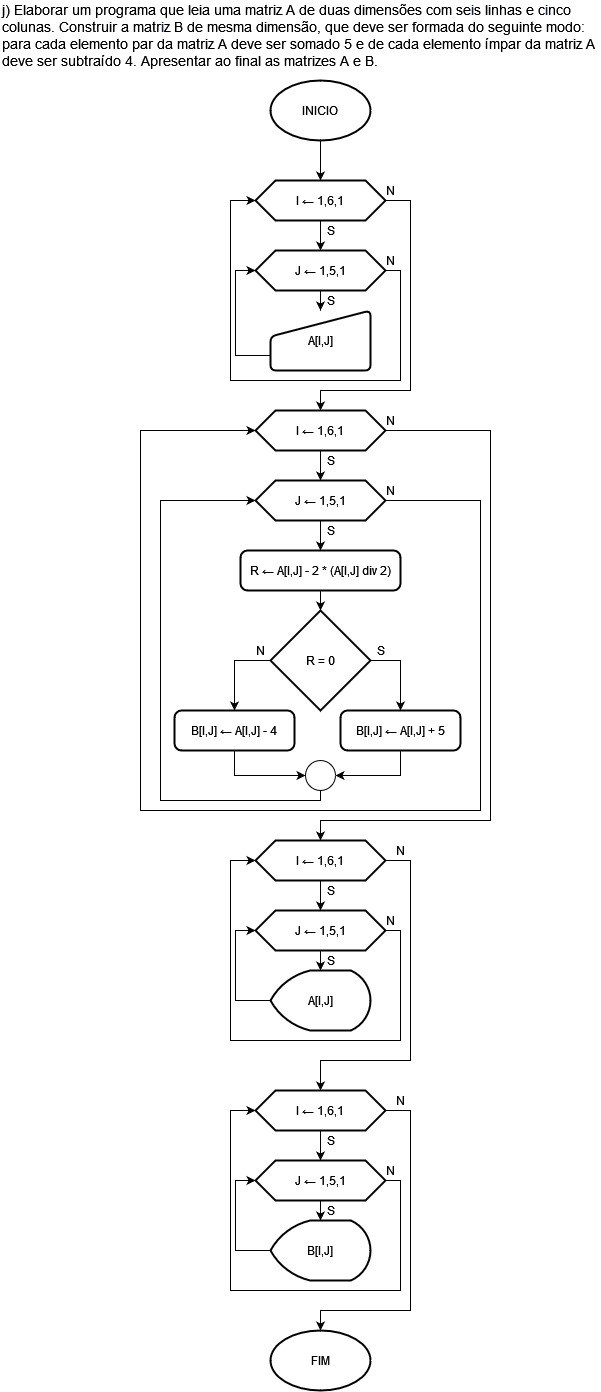 j) Elaborar um programa que leia uma matriz A de duas dimensões com seis linhas e cinco
colunas. Construir a matriz B de mesma dimensão, que deve ser formada do seguinte modo:
para cada elemento par da matriz A deve ser somado 5 e de cada elemento ímpar da matriz A
deve ser subtraído 4. Apresentar ao final as matrizes A e B.
INICIO
I ← 1,6,1
N
S
J ← 1,5,1
N
S
A[I,J]
I ← 1,6,1
N
S
J ← 1,5,1
N
S
R ← A[I,J] - 2 * (A[I,J] div 2)
N
R = 0
S
B[I,J] ← A[I,J] - 4
B[I,J] ← A[I,J] + 5
I ← 1,6,1
N
S
J ← 1,5,1
N
S
A[I,J]
I ← 1,6,1
N
S
J ← 1,5,1
N
S
B[I,J]
FIM